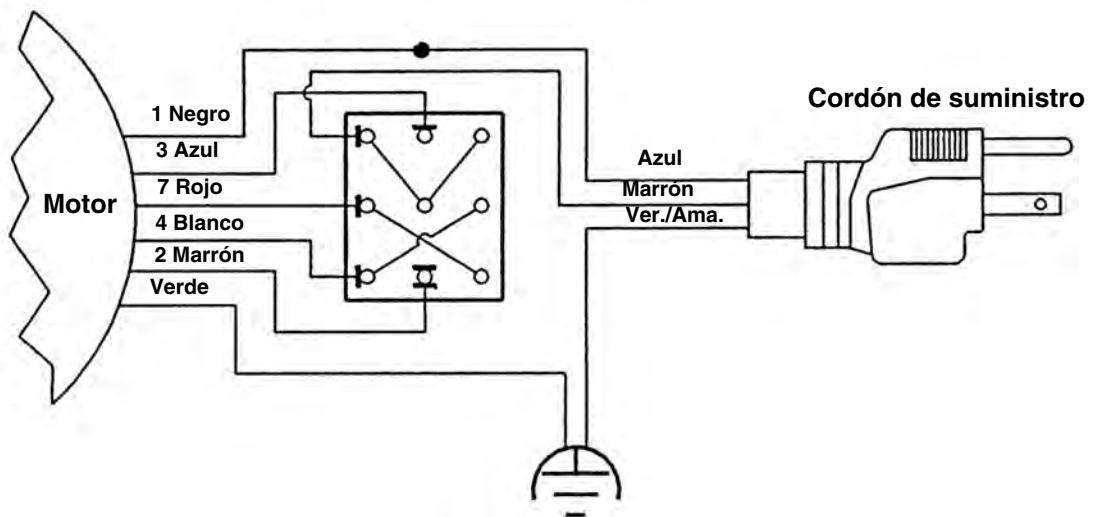 1 Negro
3 Azul
7 Rojo
Motor
4 Blanco
2 Marrón
Verde
Cordón de suministro
Azul
Marrón
Ver./Ama.